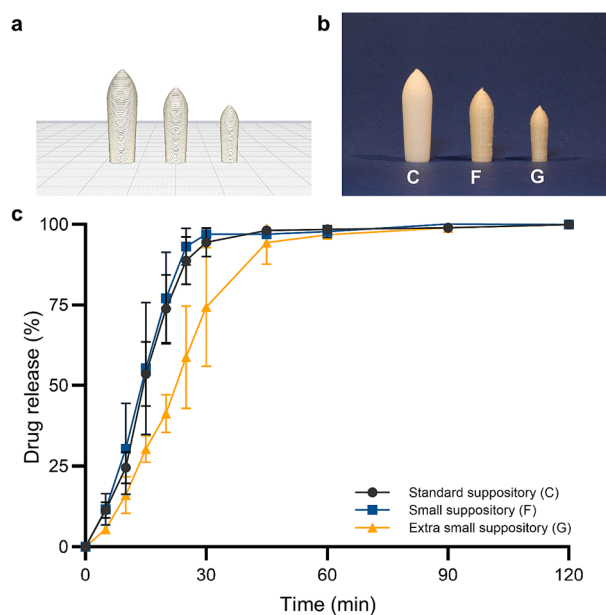 a
b
C
F
G
c
Drug release (%)
100
75
50
25
0
0
30
60
90
120
Time (min)
Standard suppository (C)
Small suppository (F)
Extra small suppository (G)